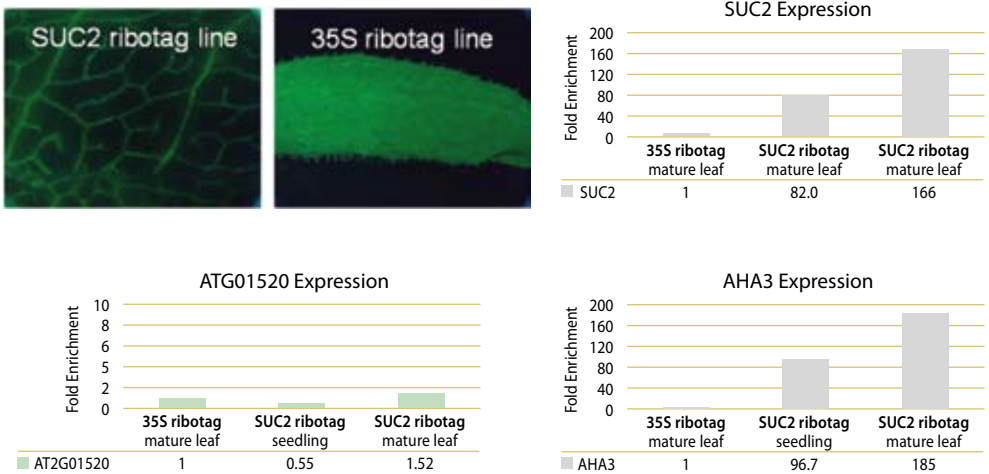 SUC2 ribotag line
35S ribotag line
SUC2 Expression
Fold Enrichment
200
160
120
80
40
0
35S ribotag SUC2 ribotag SUC2 ribotag
mature leaf mature leaf mature leaf
SUC2 1 82.0 166
ATG01520 Expression
Fold Enrichment
10
8
6
5
2
0
35S ribotag SUC2 ribotag SUC2 ribotag
mature leaf seedling mature leaf
AT2G01520 1 0.55 1.52
AHA3 Expression
Fold Enrichment
200
160
120
80
40
0
35S ribotag SUC2 ribotag SUC2 ribotag
mature leaf seedling mature leaf
AHA3 1 96.7 185